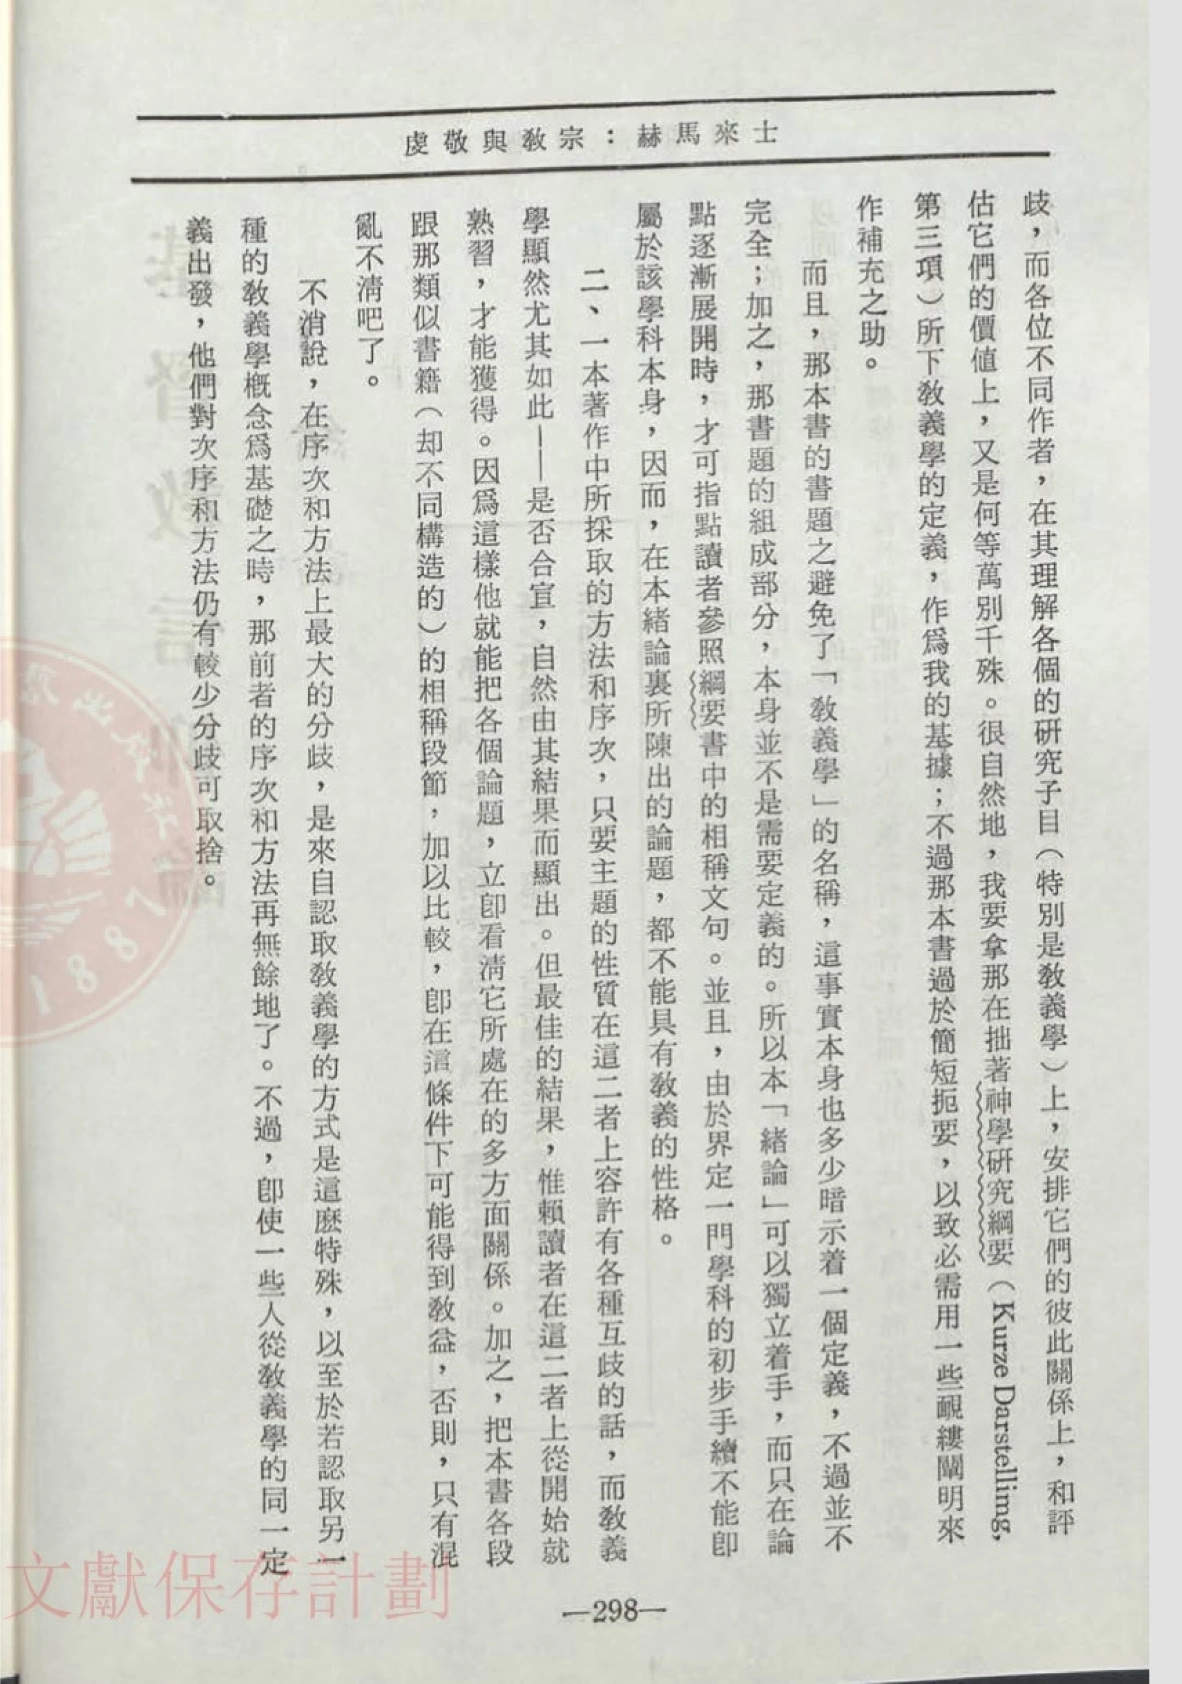 士來馬赫：宗教與敬虔
歧，而各位不同作者，在其理解各個的研究子目（特別是教義學）上，安排它們的彼此關係上，和評
估它們的價値上，又是何等萬別千殊。很自然地，我要拿那在拙著神學研究綱要（Kurze Darstellimg,
第三項）所下教義學的定義，作爲我的基據；不過那本書過於簡短扼要，以致必需用一些覼縷闡明來
作補充之助。
而且，那本書的書題之避免了「教義學」的名稱，這事實本身也多少暗示着一個定義，不過並不
完全；加之，那書題的組成部分，本身並不是需要定義的。所以本「緒論」可以獨立着手，而只在論
點逐漸展開時，才可指點讀者參照綱要書中的相稱文句。並且，由於界定一門學科的初步手續不能卽
屬於該學科本身，因而，在本緒論裏所陳出的論題，都不能具有教義的性格。
二、一本著作中所採取的方法和序次，只要主題的性質在這二者上容許有各種互歧的話，而教義
學顯然尤其如此——是否合宜，自然由其結果而顯出。但最佳的結果，惟賴讀者在這二者上從開始就
熟習，才能獲得。因爲這樣他就能把各個論題，立卽看淸它所處在的多方面關係。加之，把本書各段
跟那類似書籍（却不同構造的）的相稱段節，加以比較，卽在這條件下可能得到教益，否則，只有混
亂不淸吧了。
不消說，在序次和方法上最大的分歧，是來自認取教義學的方式是這麽特殊，以至於若認取另一
種的教義學槪念爲基礎之時，那前者的序次和方法再無餘地了。不過，卽使一些人從教義學的同一定
義出發，他們對次序和方法仍有較少分歧可取捨。
—298—
文獻保存計劃
1887